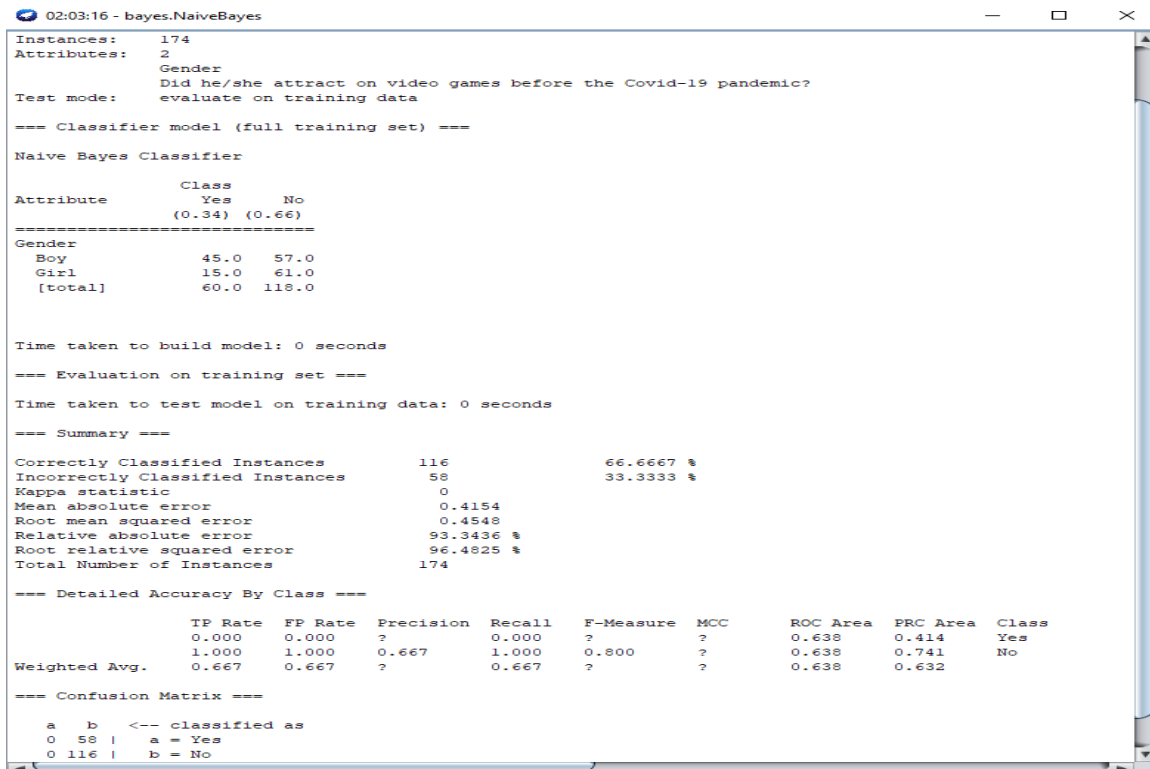 02:03:16 - bayes.NaiveBayes
Instances: 174
Attributes: 2
Gender
Did he/she attract on video games before the Covid-19 pandemic?
Test mode: evaluate on training data
=== Classifier model (full training set) ===
Naive Bayes Classifier
Class
Attribute Yes No
(0.34) (0.66)
==============================
Gender
Boy 45.0 57.0
Girl 15.0 61.0
[total] 60.0 118.0
Time taken to build model: 0 seconds
=== Evaluation on training set ===
Time taken to test model on training data: 0 seconds
=== Summary ===
Correctly Classified Instances 116 66.6667 %
Incorrectly Classified Instances 58 33.3333 %
Kappa statistic 0
Mean absolute error 0.4154
Root mean squared error 0.4548
Relative absolute error 93.3436 %
Root relative squared error 96.4825 %
Total Number of Instances 174
=== Detailed Accuracy By Class ===
TP Rate FP Rate Precision Recall F-Measure MCC ROC Area PRC Area Class
0.000 0.000 ? 0.000 ? ? 0.638 0.414 Yes
1.000 1.000 0.667 1.000 0.800 ? 0.638 0.741 No
Weighted Avg. 0.667 0.667 ? 0.667 ? ? 0.638 0.632
=== Confusion Matrix ===
a b <-- classified as
0 58 | a = Yes
0 116 | b = No